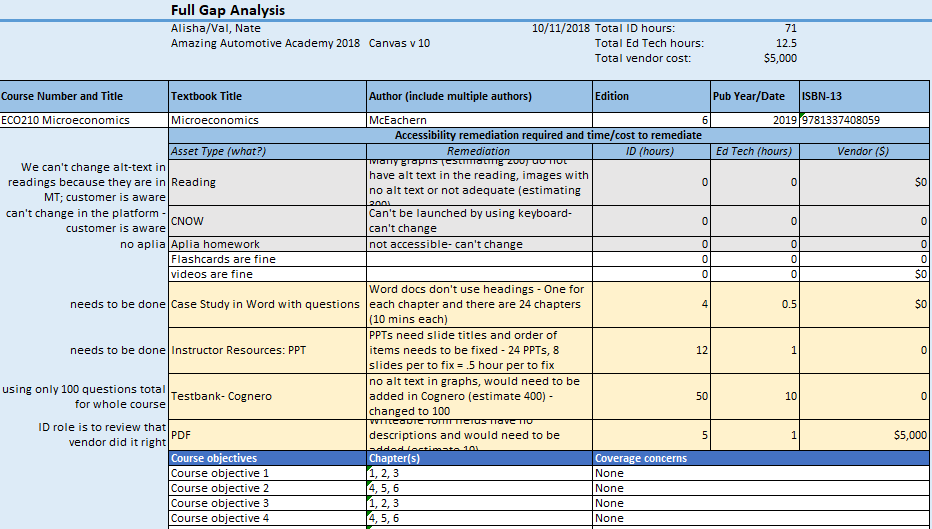 Full Gap Analysis
Alisha/Val, Nate 10/11/2018 Total ID hours: 71
Amazing Automotive Academy 2018 Canvas v 10 Total Ed Tech hours: 12.5
Total vendor cost: $5,000
Course Number and Title Textbook Title Author (include multiple authors) Edition Pub Year/Date ISBN-13
ECO210 Microeconomics Microeconomics McEachern 6 2019 9781337408059
Accessibility remediation required and time/cost to remediate
Asset Type (what?) Remediation ID (hours) Ed Tech (hours) Vendor ($)
We can't change alt-text in
readings because they are in
MT; customer is aware
Reading
Many graphs (estimating 200) do not
have alt text in the reading, images with
no alt text or not adequate (estimating
0 0 $0
can't change in the platform -
customer is aware
CNOW
Can't be launched by using keyboard-
can't change
0 0 0
no aplia Aplia homework not accessible- can't change 0 0 0
Flashcards are fine 0 0 0
videos are fine 0 0 $0
needs to be done Case Study in Word with questions
Word docs don't use headings - One for
each chapter and there are 24 chapters
(10 mins each)
4 0.5 $0
needs to be done Instructor Resources: PPT
PPTs need slide titles and order of
items needs to be fixed - 24 PPTs, 8
slides per to fix = .5 hour per to fix
12 1 0
using only 100 questions total
for whole course
Testbank- Cognero
no alt text in graphs, would need to be
added in Cognero (estimate 400) -
changed to 100
50 10 0
ID role is to review that
vendor did it right
PDF
Writeable form fields have no
descriptions and would need to be
added (estimate 10)
5 1 $5,000
Course objectives Chapter(s) Coverage concerns
Course objective 1 1, 2, 3 None
Course objective 2 4, 5, 6 None
Course objective 3 1, 2, 3 None
Course objective 4 4, 5, 6 None